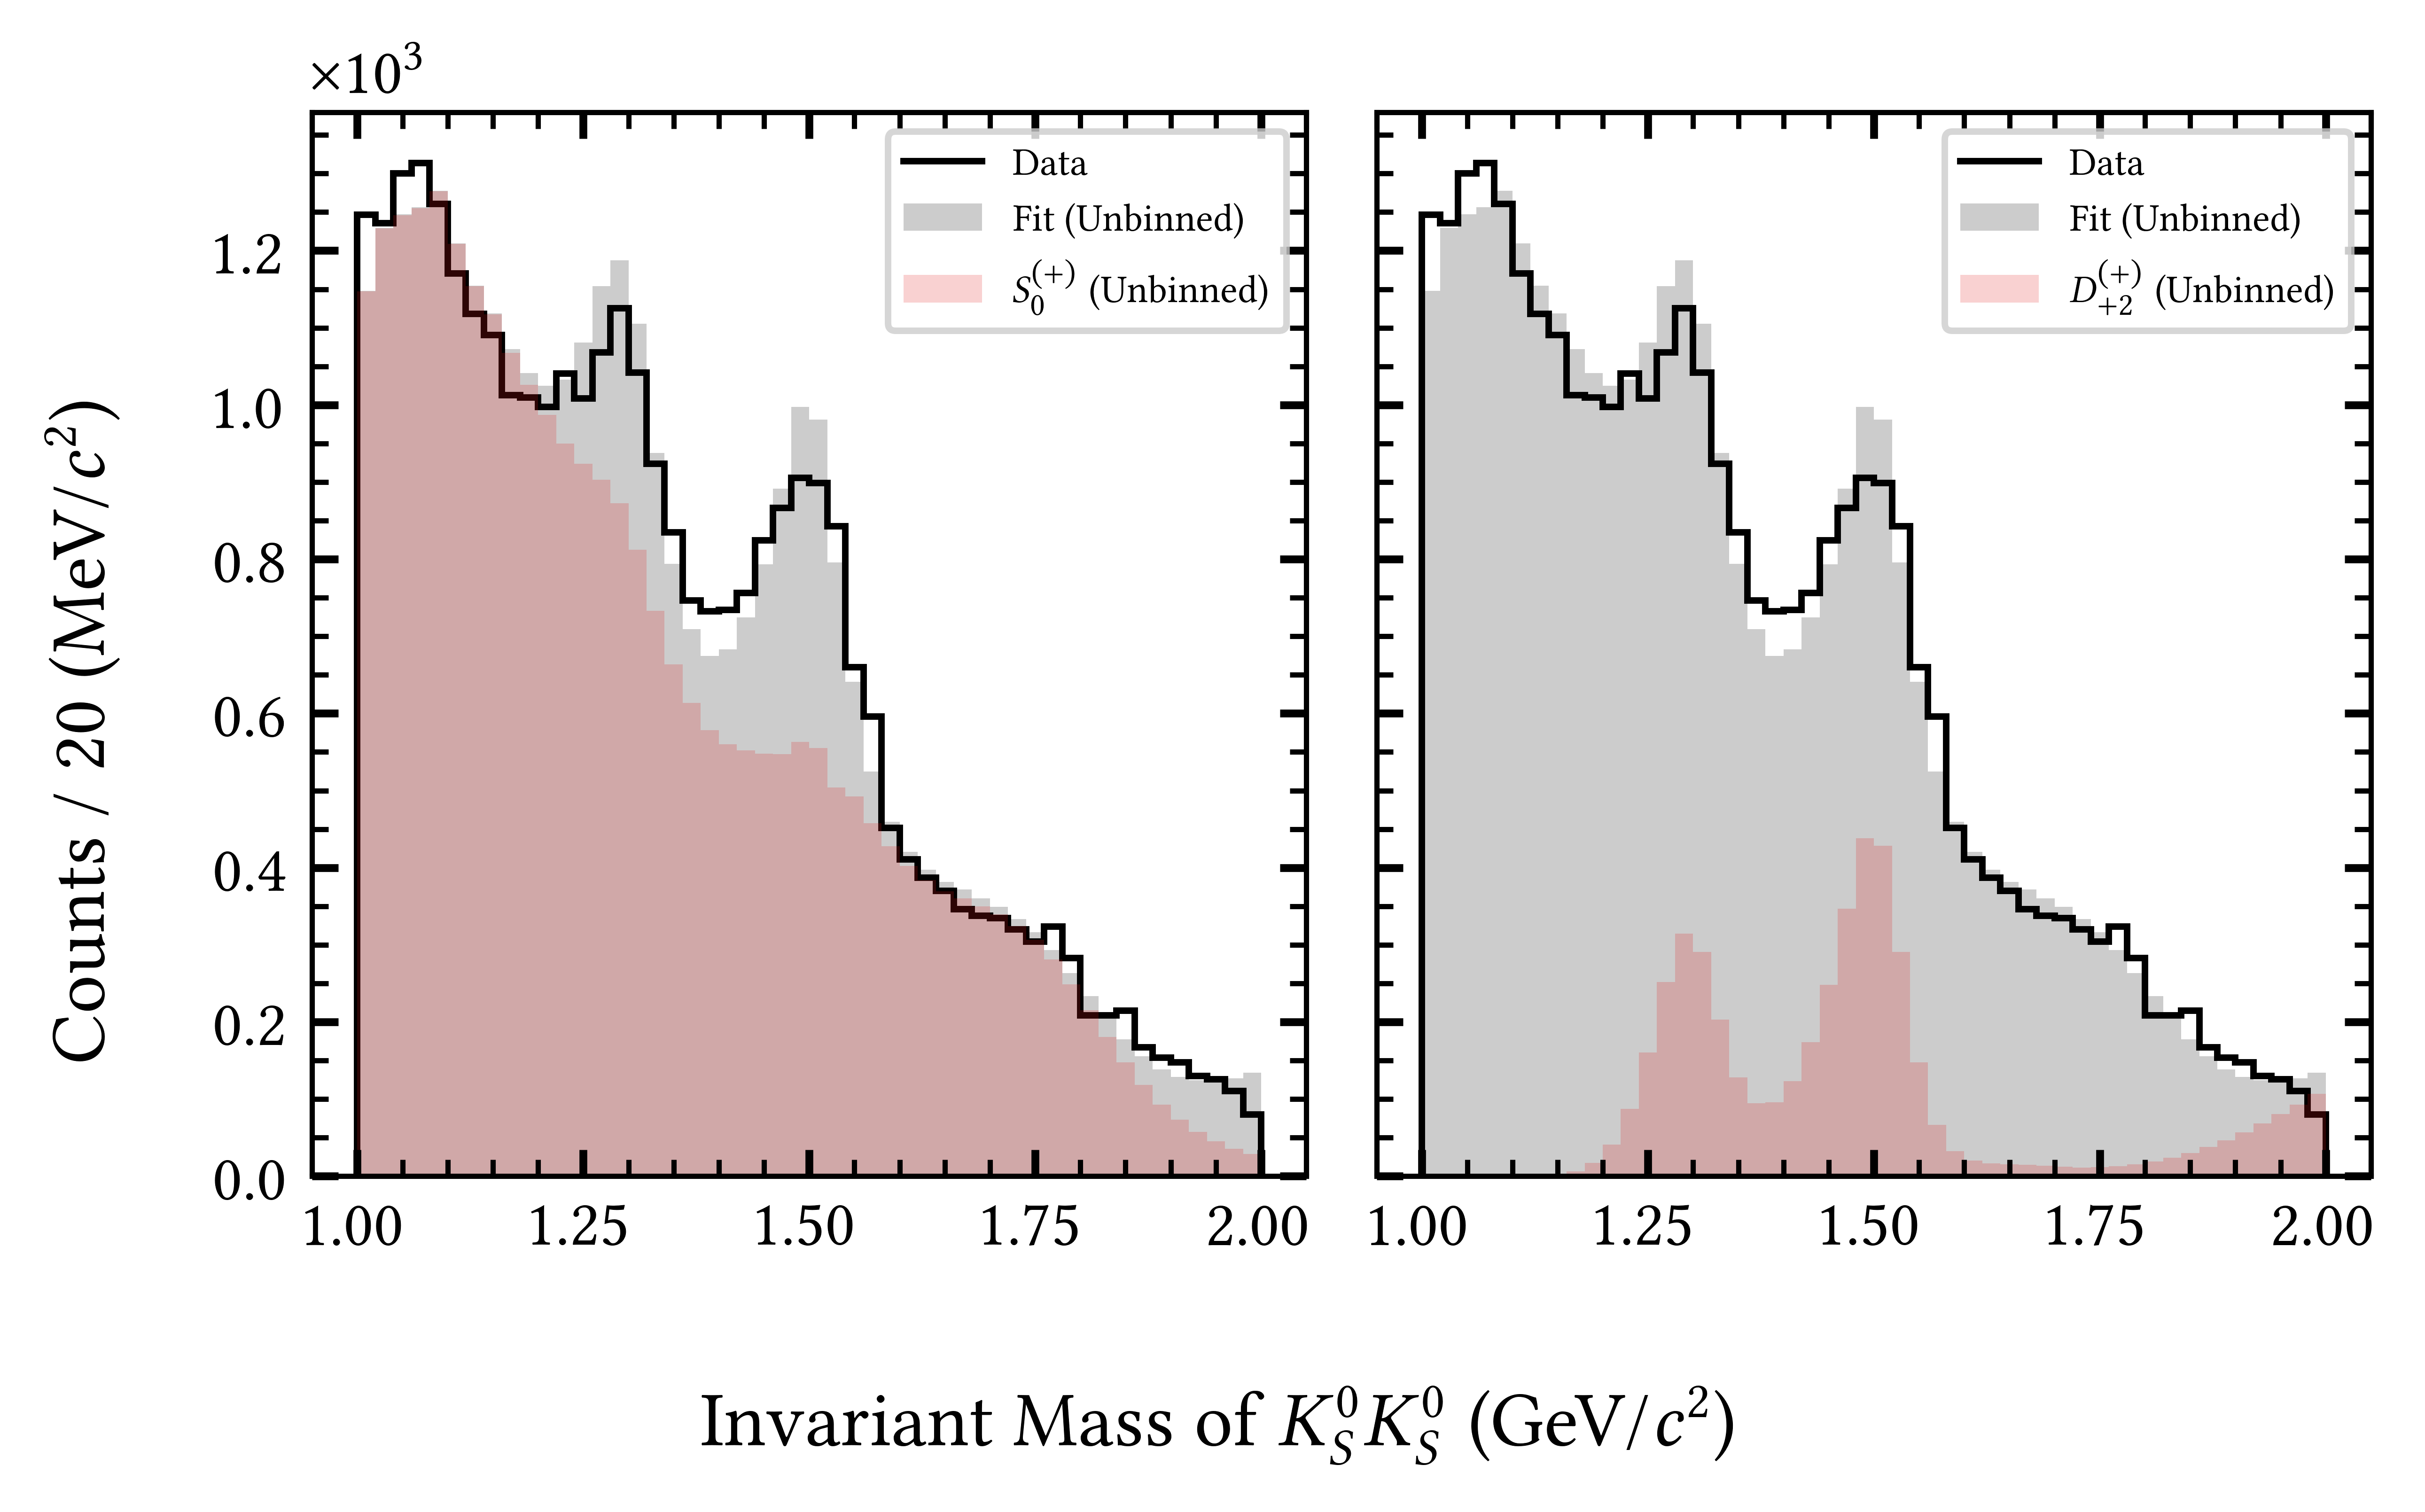 ×10³
Counts / 20 (MeV/c²)
1.2
1.0
0.8
0.6
0.4
0.2
0.0
Data
Fit (Unbinned)
S₀⁽⁺⁾ (Unbinned)
1.00 1.25 1.50 1.75 2.00
Data
Fit (Unbinned)
D₊₂⁽⁺⁾ (Unbinned)
1.00 1.25 1.50 1.75 2.00
Invariant Mass of K_S⁰K_S⁰ (GeV/c²)